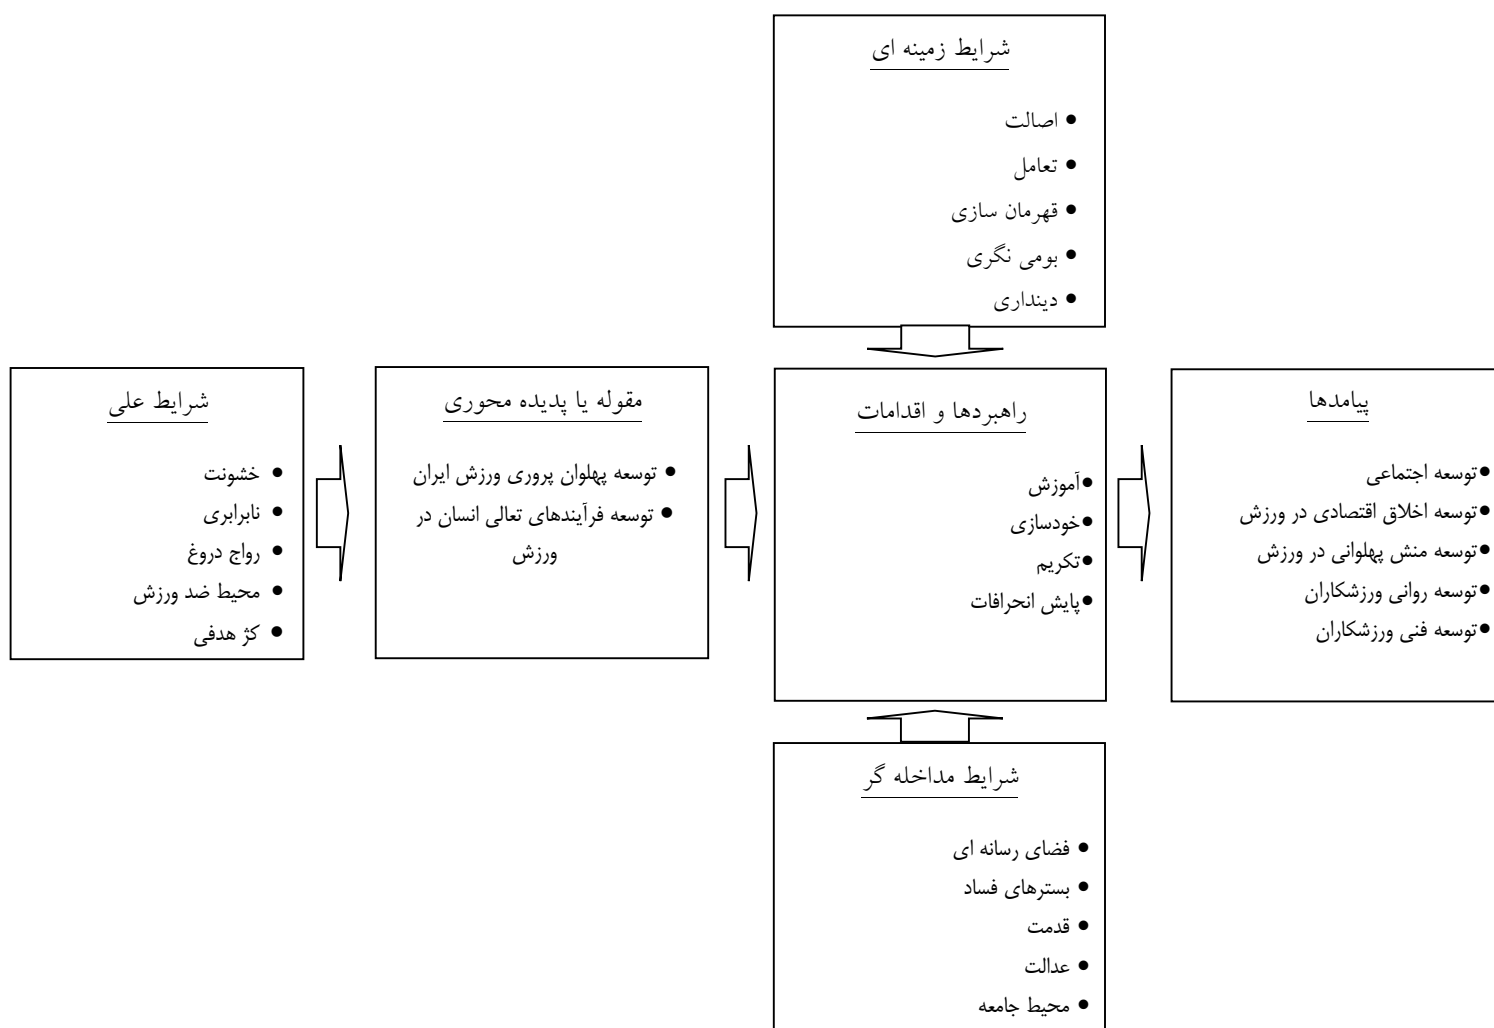 شرایط زمینه ای
● اصالت
● تعامل
● قهرمان سازی
● بومی نگری
● دینداری
شرایط علی
● خشونت
● نابرابری
● رواج دروغ
● محیط ضد ورزش
● کژ هدفی
مقوله یا پدیده محوری
● توسعه پهلوان پروری ورزش ایران
● توسعه فرآیندهای تعالی انسان در
ورزش
راهبردها و اقدامات
●آموزش
●خودسازی
●تکریم
●پایش انحرافات
پیامدها
●توسعه اجتماعی
●توسعه اخلاق اقتصادی در ورزش
●توسعه منش پهلوانی در ورزش
●توسعه روانی ورزشکاران
●توسعه فنی ورزشکاران
شرایط مداخله گر
● فضای رسانه ای
● بسترهای فساد
● قدمت
● عدالت
● محیط جامعه